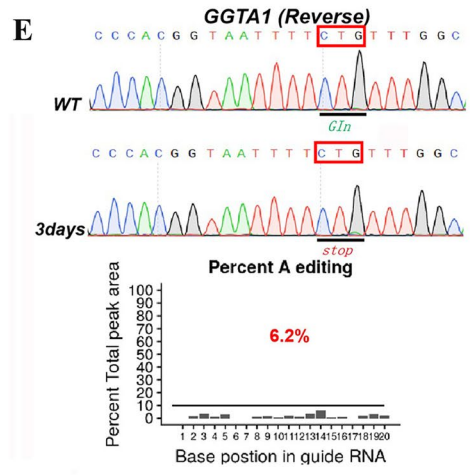 E
GGTA1 (Reverse)
C C C A C G G T A A T T T T C T G T T T G G C
WT
Gln
C C C A C G G T A A T T T T C T G T T T G G C
3days
stop
Percent A editing
Percent Total peak area
100
90
80
70
60
50
40
30
20
10
0
6.2%
1 2 3 4 5 6 7 8 9 10 11 12 13 14 15 16 17 18 19 20
Base postion in guide RNA